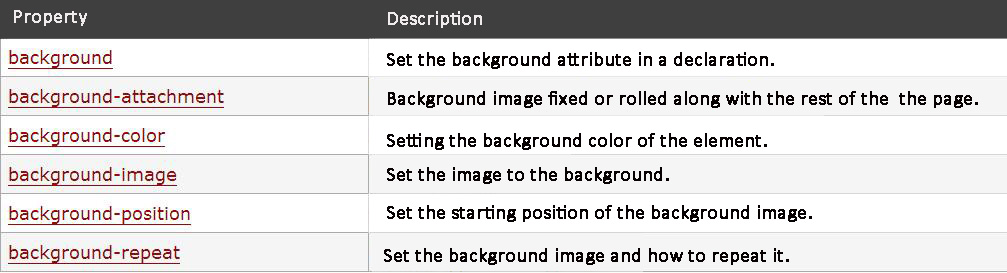 Property Description
background Set the background attribute in a declaration.
background-attachment Background image fixed or rolled along with the rest of the the page.
background-color Setting the background color of the element.
background-image Set the image to the background.
background-position Set the starting position of the background image.
background-repeat Set the background image and how to repeat it.